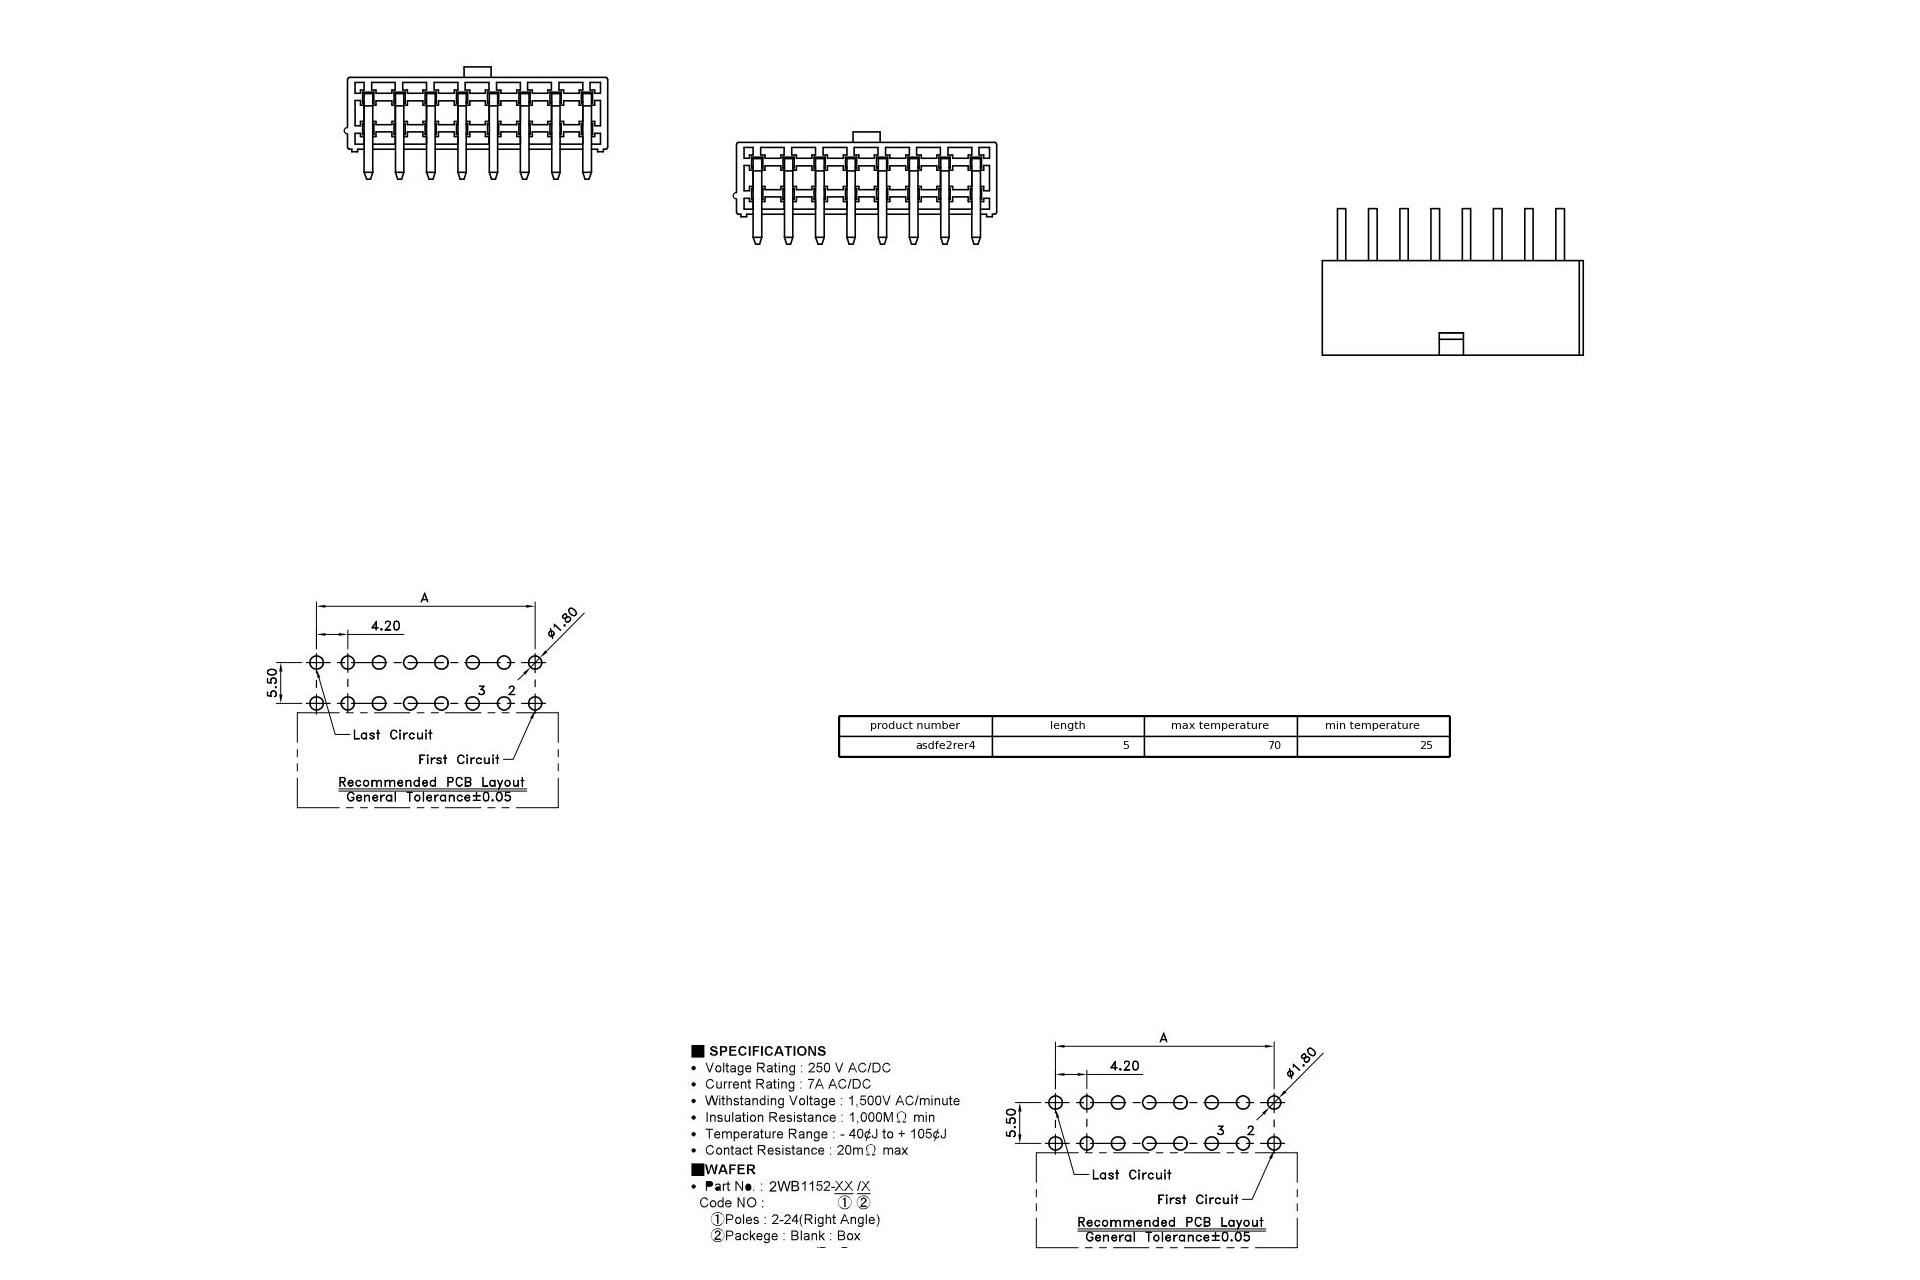 A
4.20
ø1.80
5.50
3 2
Last Circuit
First Circuit
Recommended PCB Layout
General Tolerance±0.05
product number length max temperature min temperature
asdfe2rer4 5 70 25
■ SPECIFICATIONS
• Voltage Rating : 250 V AC/DC
• Current Rating : 7A AC/DC
• Withstanding Voltage : 1,500V AC/minute
• Insulation Resistance : 1,000MΩ min
• Temperature Range : - 40¢J to + 105¢J
• Contact Resistance : 20mΩ max
■WAFER
• Part No. : 2WB1152-XX /X
Code NO : ① ②
①Poles : 2-24(Right Angle)
②Packege : Blank : Box
A
4.20
ø1.80
5.50
3 2
Last Circuit
First Circuit
Recommended PCB Layout
General Tolerance±0.05